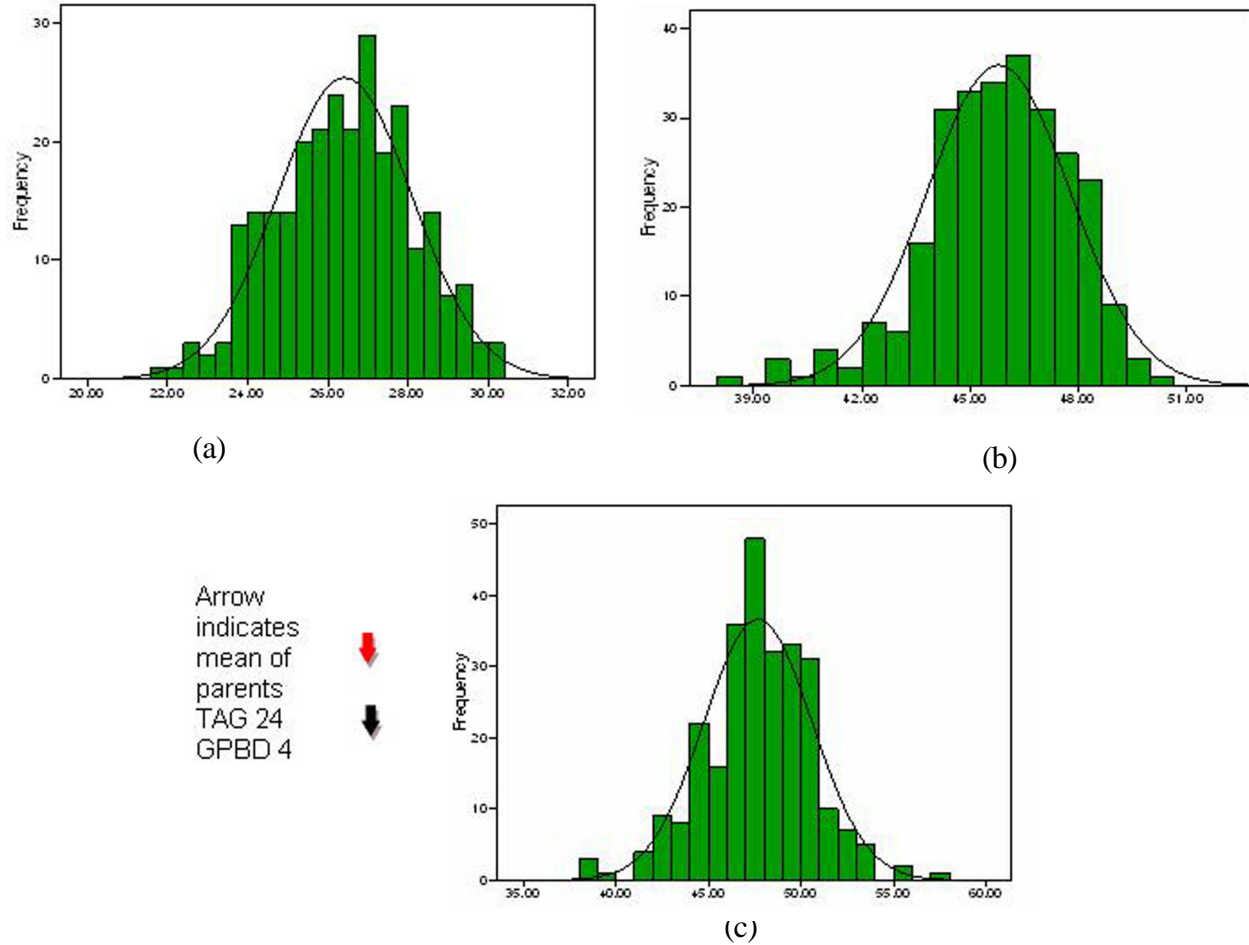 30
20
10
0
Frequency
20.00 22.00 24.00 26.00 28.00 30.00 32.00
(a)
40
30
20
10
0
Frequency
39.00 42.00 45.00 48.00 51.00
(b)
Arrow
indicates
mean of
parents
TAG 24
GPBD 4
50
40
30
20
10
0
Frequency
35.00 40.00 45.00 50.00 55.00 60.00
(c)